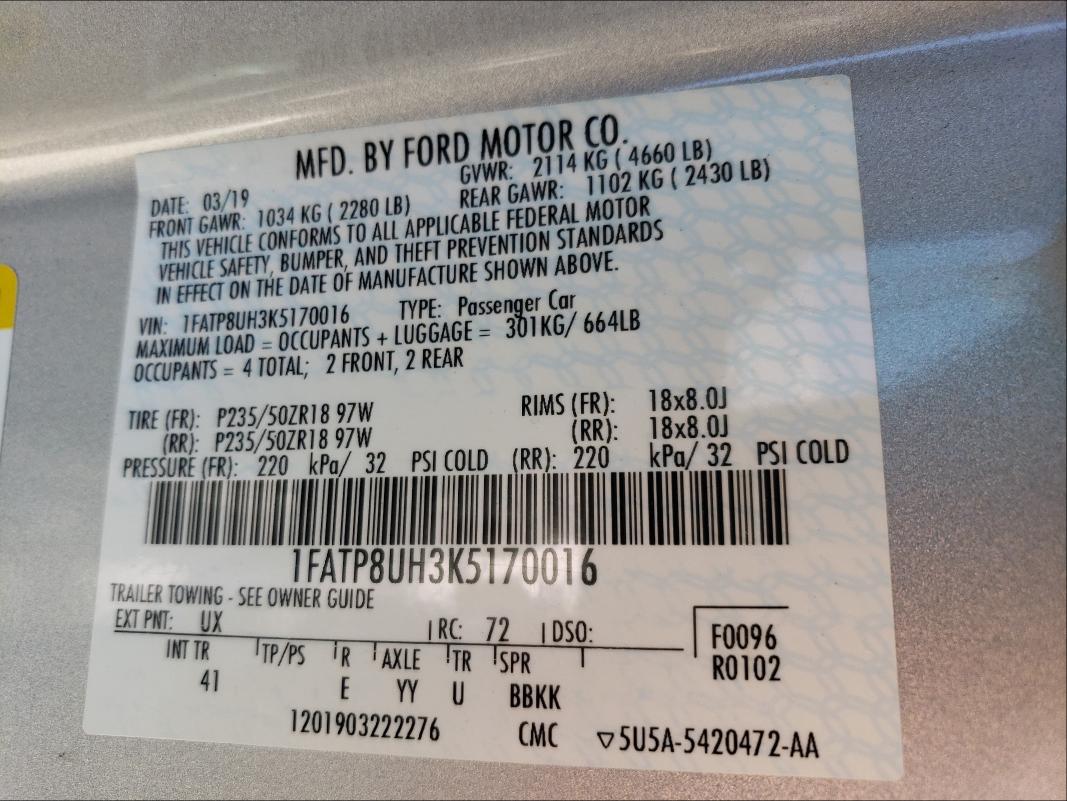 MFD. BY FORD MOTOR CO.
DATE: 03/19 GVWR: 2114 KG ( 4660 LB)
FRONT GAWR: 1034 KG ( 2280 LB) REAR GAWR: 1102 KG ( 2430 LB)
THIS VEHICLE CONFORMS TO ALL APPLICABLE FEDERAL MOTOR
VEHICLE SAFETY, BUMPER, AND THEFT PREVENTION STANDARDS
IN EFFECT ON THE DATE OF MANUFACTURE SHOWN ABOVE.
VIN: 1FATP8UH3K5170016 TYPE: Passenger Car
MAXIMUM LOAD = OCCUPANTS + LUGGAGE = 301KG/ 664LB
OCCUPANTS = 4 TOTAL; 2 FRONT, 2 REAR
TIRE (FR): P235/50ZR18 97W RIMS (FR): 18x8.0J
(RR): P235/50ZR18 97W (RR): 18x8.0J
PRESSURE (FR): 220 kPa/ 32 PSI COLD (RR): 220 kPa/ 32 PSI COLD
1FATP8UH3K5170016
TRAILER TOWING - SEE OWNER GUIDE
EXT PNT: UX RC: 72 DSO: F0096
INT TR TP/PS R AXLE TR SPR R0102
41 E YY U BBKK
1201903222276 CMC ▽5U5A-5420472-AA